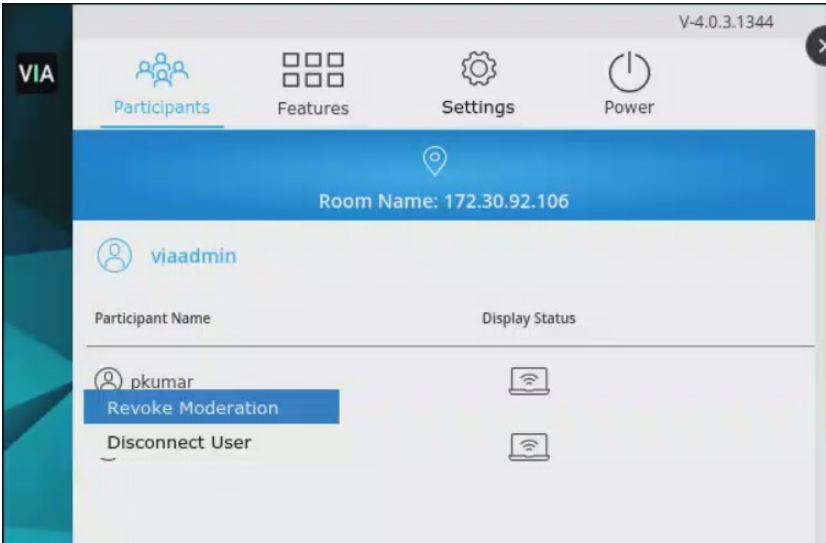 V-4.0.3.1344
VIA
Participants
Features
Settings
Power
Room Name: 172.30.92.106
viaadmin
Participant Name
Display Status
pkumar
Revoke Moderation
Disconnect User